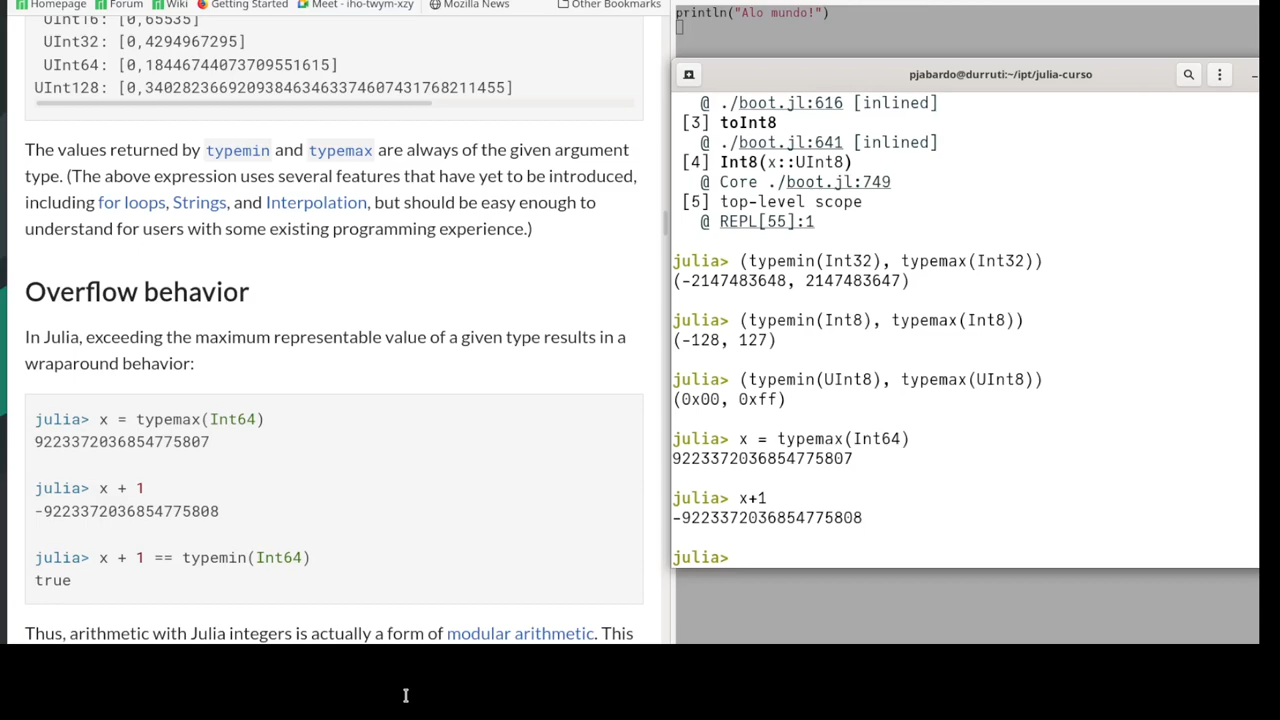 Homepage Forum Wiki Getting Started Meet - iho-twym-xzy Mozilla News Other Bookmarks
UInt16: [0,65535]
UInt32: [0,4294967295]
UInt64: [0,18446744073709551615]
UInt128: [0,340282366920938463463374607431768211455]
The values returned by typemin and typemax are always of the given argument
type. (The above expression uses several features that have yet to be introduced,
including for loops, Strings, and Interpolation, but should be easy enough to
understand for users with some existing programming experience.)
Overflow behavior
In Julia, exceeding the maximum representable value of a given type results in a
wraparound behavior:
julia> x = typemax(Int64)
9223372036854775807
julia> x + 1
-9223372036854775808
julia> x + 1 == typemin(Int64)
true
Thus, arithmetic with Julia integers is actually a form of modular arithmetic. This
println("Alo mundo!")
pjabardo@durruti:~/ipt/julia-curso
@ ./boot.jl:616 [inlined]
[3] toInt8
@ ./boot.jl:641 [inlined]
[4] Int8(x::UInt8)
@ Core ./boot.jl:749
[5] top-level scope
@ REPL[55]:1
julia> (typemin(Int32), typemax(Int32))
(-2147483648, 2147483647)
julia> (typemin(Int8), typemax(Int8))
(-128, 127)
julia> (typemin(UInt8), typemax(UInt8))
(0x00, 0xff)
julia> x = typemax(Int64)
9223372036854775807
julia> x+1
-9223372036854775808
julia>